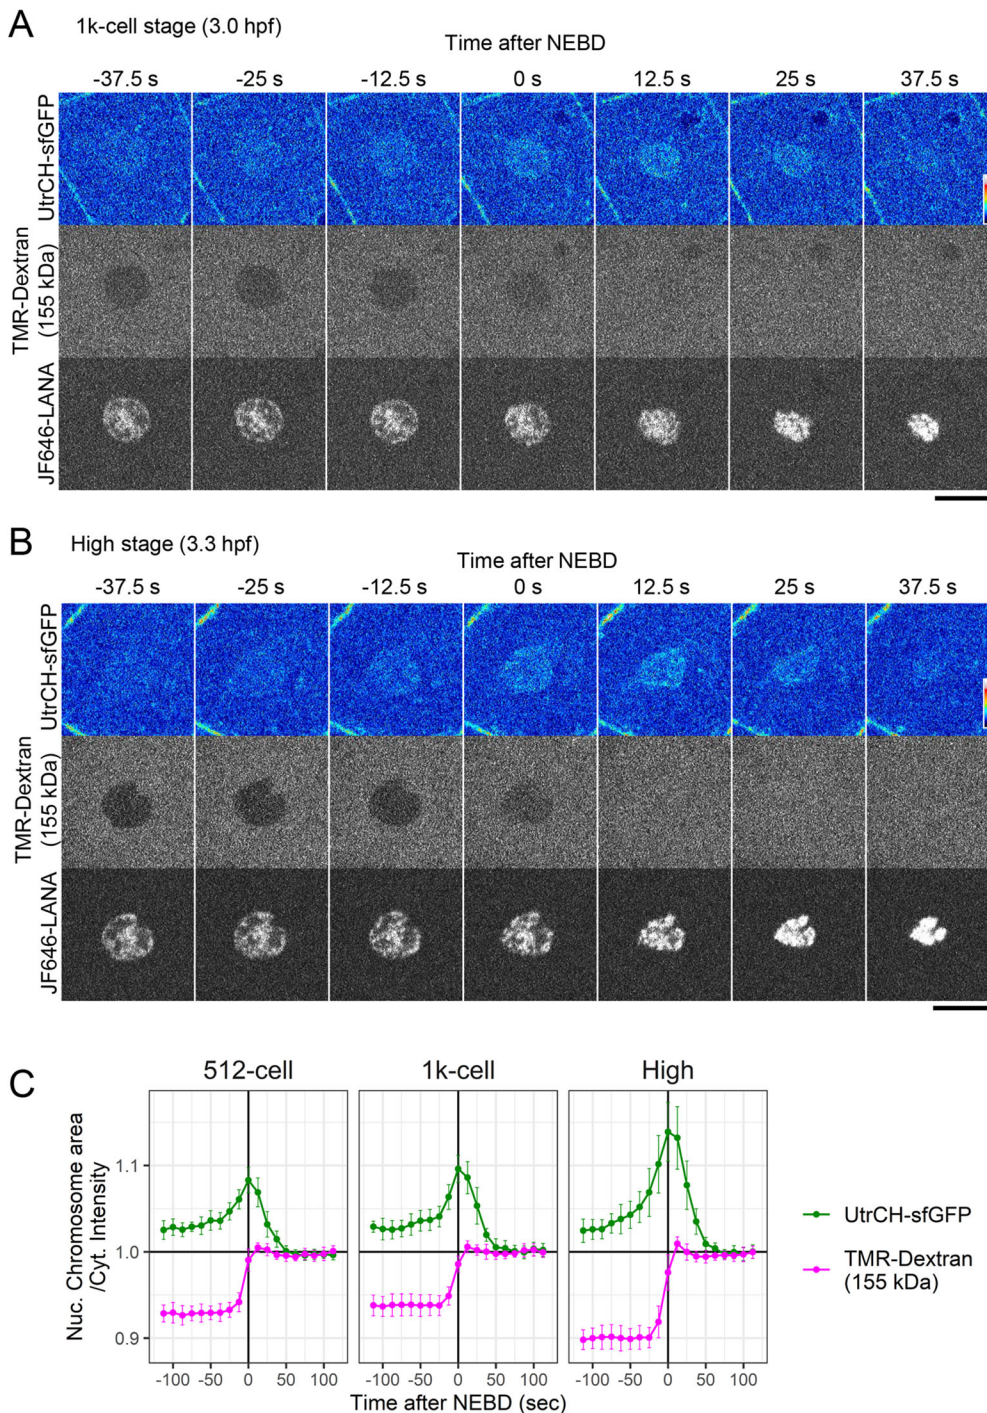 A
1k-cell stage (3.0 hpf)
Time after NEBD
-37.5 s -25 s -12.5 s 0 s 12.5 s 25 s 37.5 s
UtrCH-sfGFP
TMR-Dextran
(155 kDa)
JF646-LANA
B
High stage (3.3 hpf)
Time after NEBD
-37.5 s -25 s -12.5 s 0 s 12.5 s 25 s 37.5 s
UtrCH-sfGFP
TMR-Dextran
(155 kDa)
JF646-LANA
C
512-cell 1k-cell High
Nuc. Chromosome area
/Cyt. Intensity
1.1
1.0
0.9
-100 -50 0 50 100 -100 -50 0 50 100 -100 -50 0 50 100
Time after NEBD (sec)
UtrCH-sfGFP
TMR-Dextran
(155 kDa)